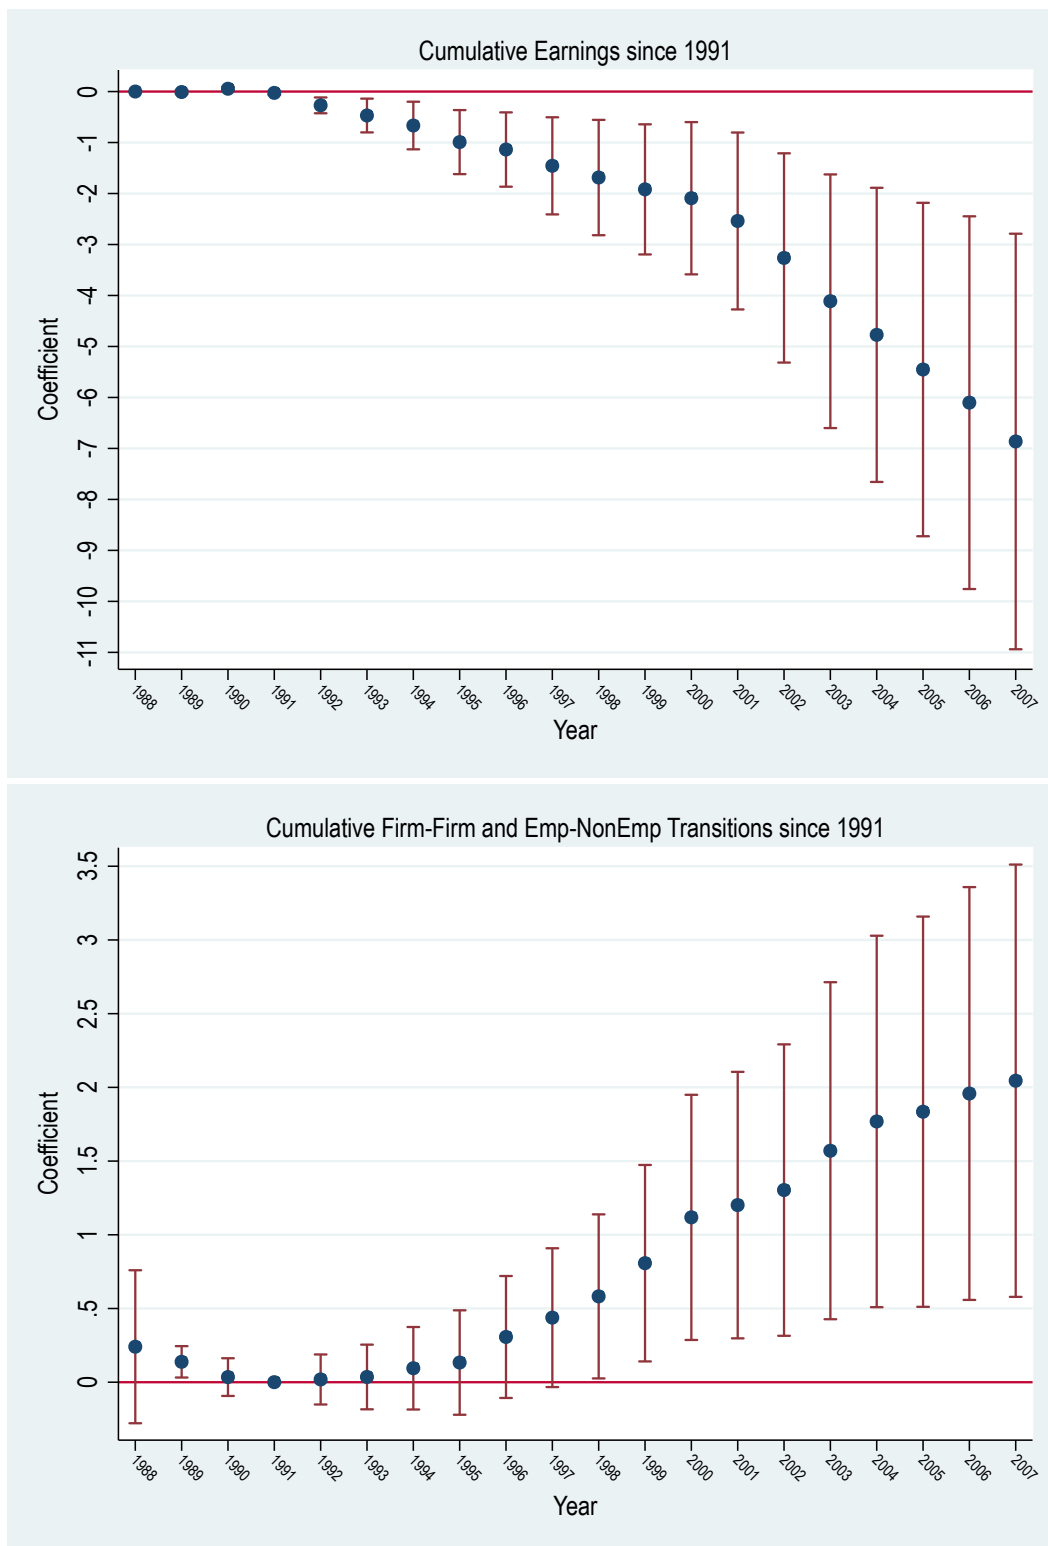 Cumulative Earnings since 1991
Coefficient
0
-1
-2
-3
-4
-5
-6
-7
-8
-9
-10
-11
1988 1989 1990 1991 1992 1993 1994 1995 1996 1997 1998 1999 2000 2001 2002 2003 2004 2005 2006 2007
Year
Cumulative Firm-Firm and Emp-NonEmp Transitions since 1991
Coefficient
3.5
3
2.5
2
1.5
1
.5
0
1988 1989 1990 1991 1992 1993 1994 1995 1996 1997 1998 1999 2000 2001 2002 2003 2004 2005 2006 2007
Year